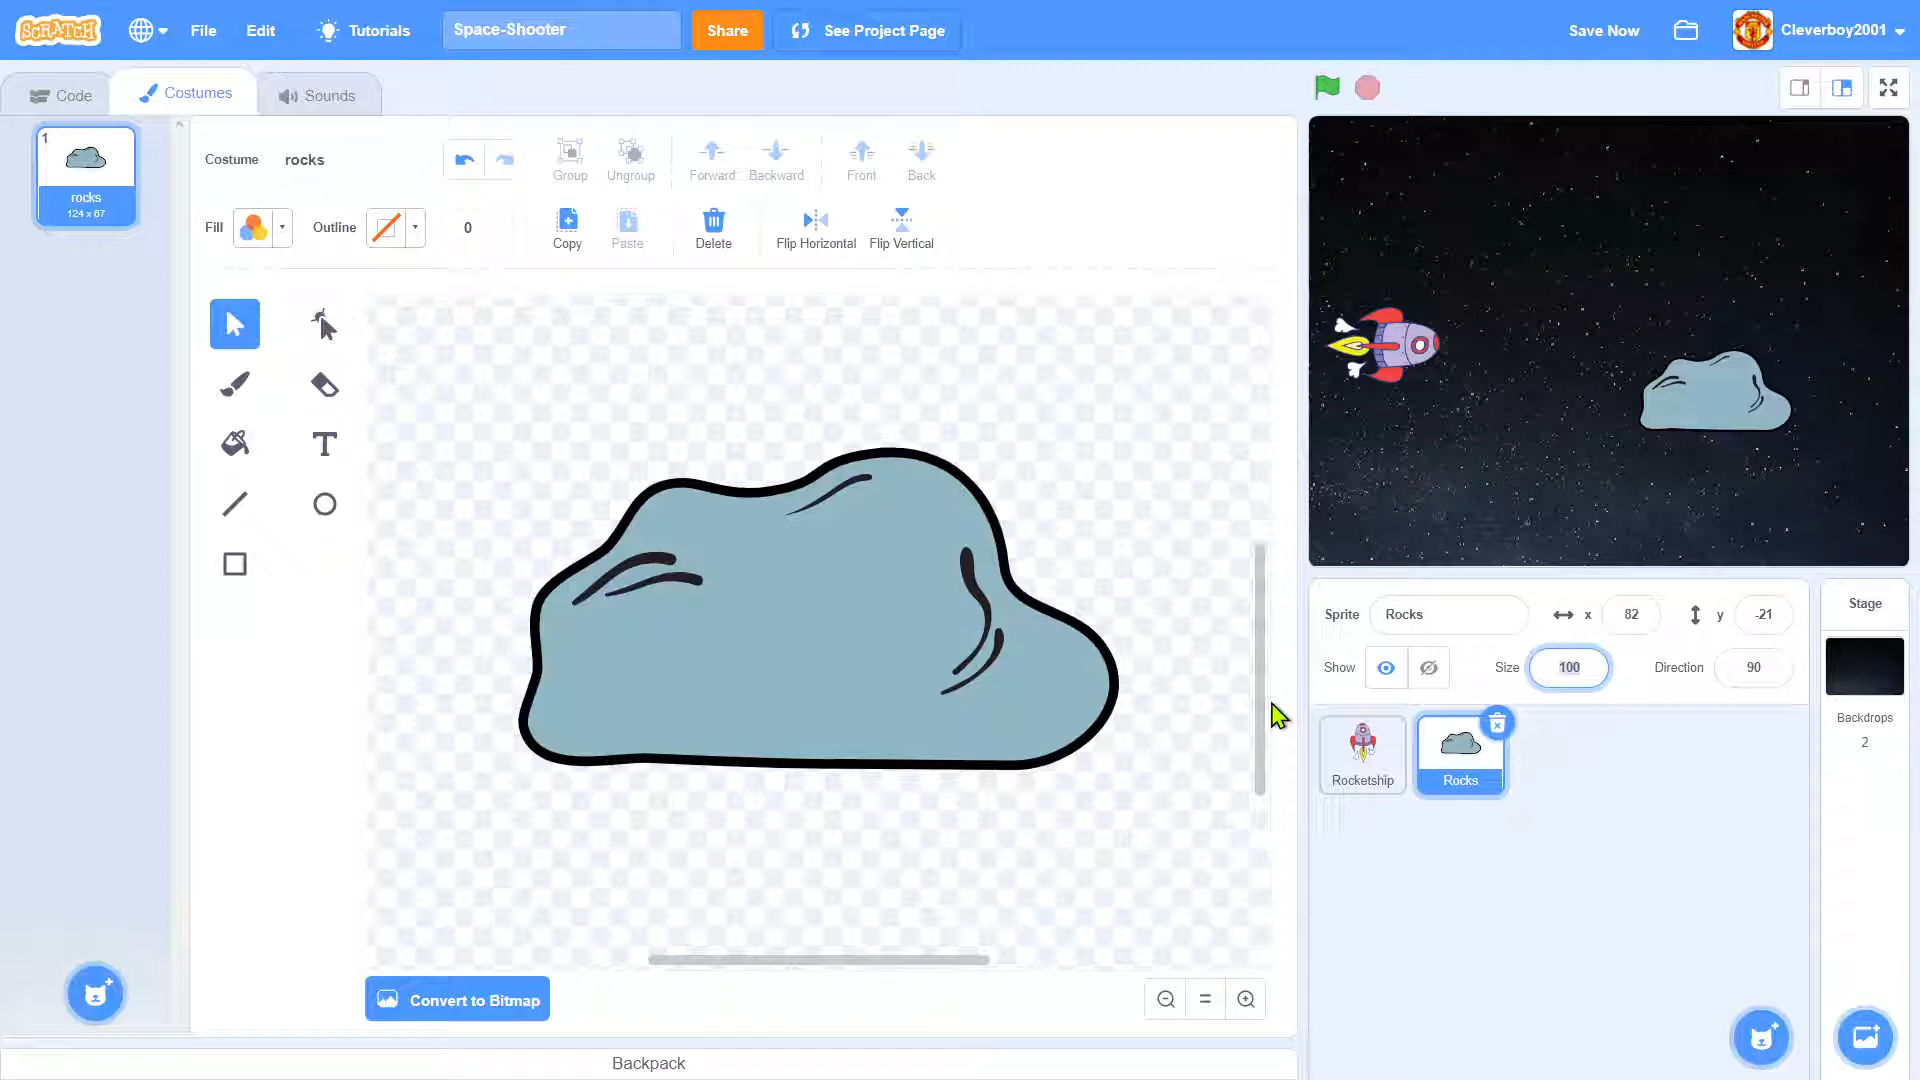 SCRATCH
File
Edit
Tutorials
Space-Shooter
Share
See Project Page
Save Now
Cleverboy2001
Code
Costumes
Sounds
1
rocks
124 x 67
Costume
rocks
Group
Ungroup
Forward
Backward
Front
Back
Fill
Outline
0
Copy
Paste
Delete
Flip Horizontal
Flip Vertical
T
Convert to Bitmap
Backpack
Sprite
Rocks
x
82
y
-21
Show
Size
100
Direction
90
Rocketship
Rocks
Stage
Backdrops
2